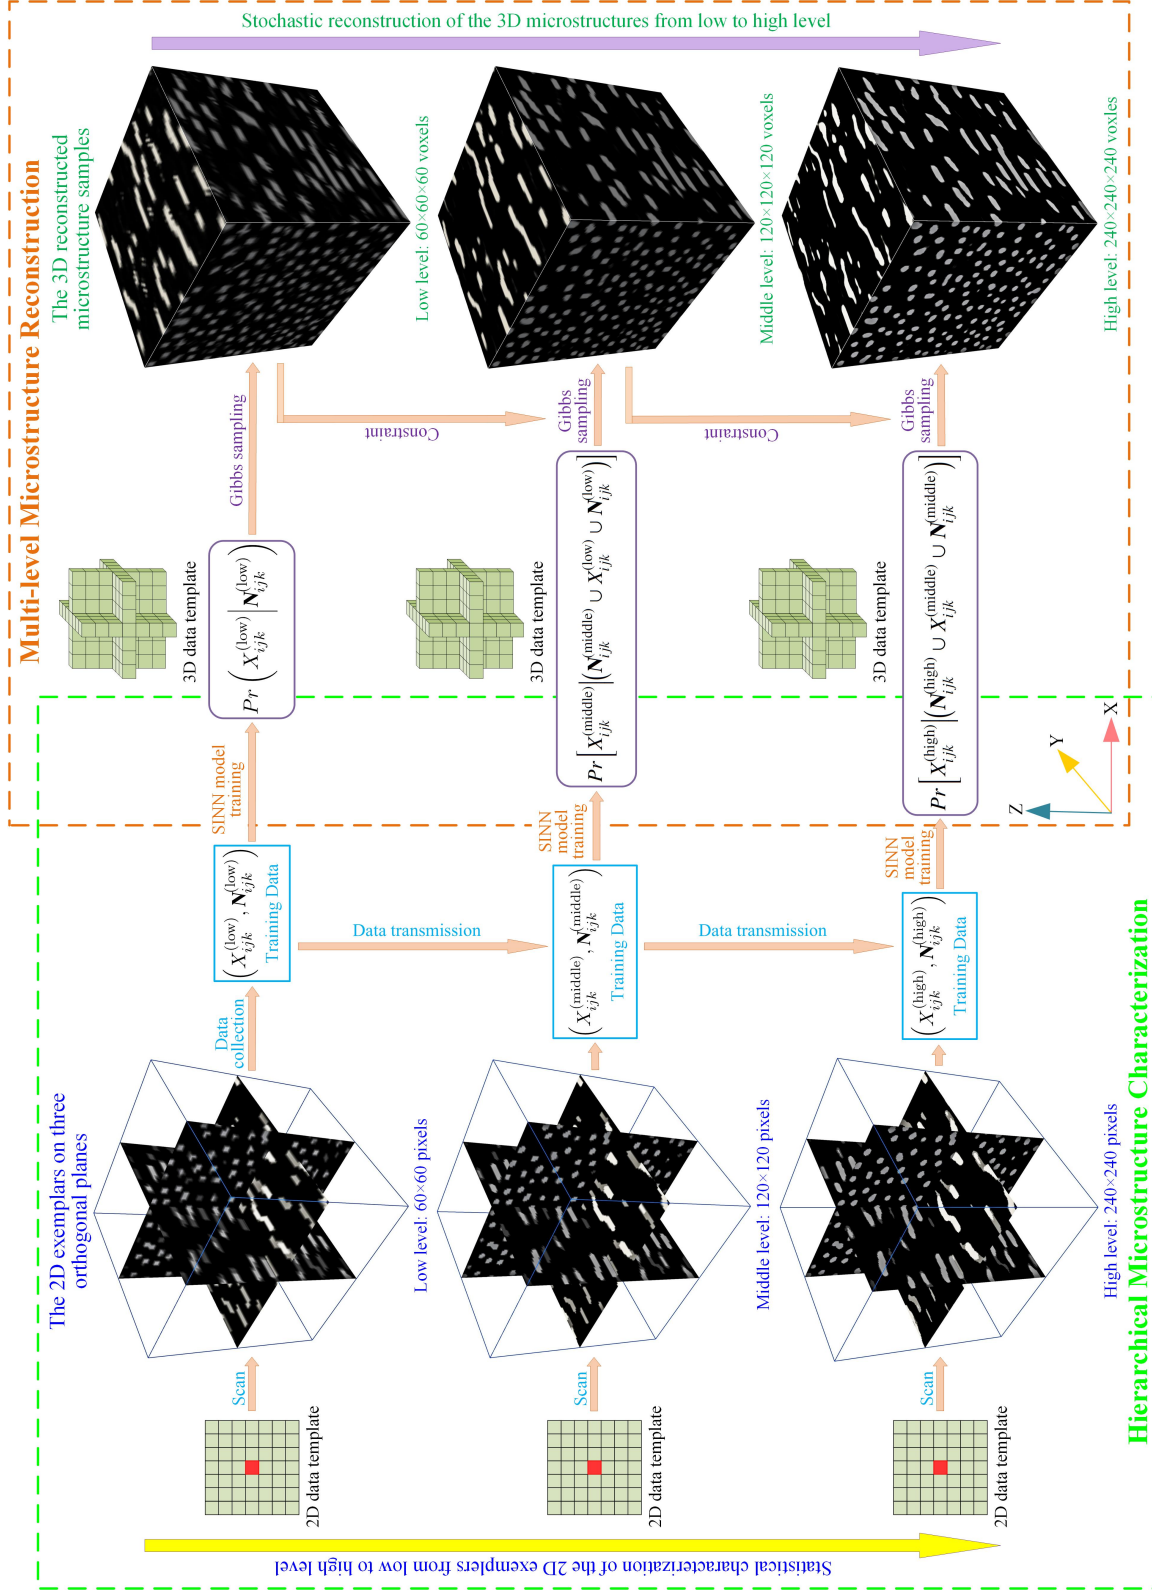 Multi-level Microstructure Reconstruction
Stochastic reconstruction of the 3D microstructures from low to high level
The 3D reconstructed
microstructure samples
Low level: 60×60×60 voxels
Middle level: 120×120×120 voxels
High level: 240×240×240 voxles
Gibbs sampling
Constraint
Gibbs
sampling
Constraint
Gibbs
sampling
3D data template
3D data template
3D data template
Pr (X_{ijk}^{(low)} | N_{ijk}^{(low)})
Pr [X_{ijk}^{(middle)} | (N_{ijk}^{(middle)} ∪ X_{ijk}^{(low)} ∪ N_{ijk}^{(low)})]
Pr [X_{ijk}^{(high)} | (N_{ijk}^{(high)} ∪ X_{ijk}^{(middle)} ∪ N_{ijk}^{(middle)})]
SINN model
training
SINN
model
training
SINN
model
training
Z
Y
X
(X_{ijk}^{(low)}, N_{ijk}^{(low)})
Training Data
Data transmission
(X_{ijk}^{(middle)}, N_{ijk}^{(middle)})
Training Data
Data transmission
(X_{ijk}^{(high)}, N_{ijk}^{(high)})
Training Data
Data
collection
The 2D exemplars on three
orthogonal planes
Low level: 60×60 pixels
Middle level: 120×120 pixels
High level: 240×240 pixels
Scan
Scan
Scan
2D data template
2D data template
2D data template
Statistical characterization of the 2D exemplers from low to high level
Hierarchical Microstructure Characterization